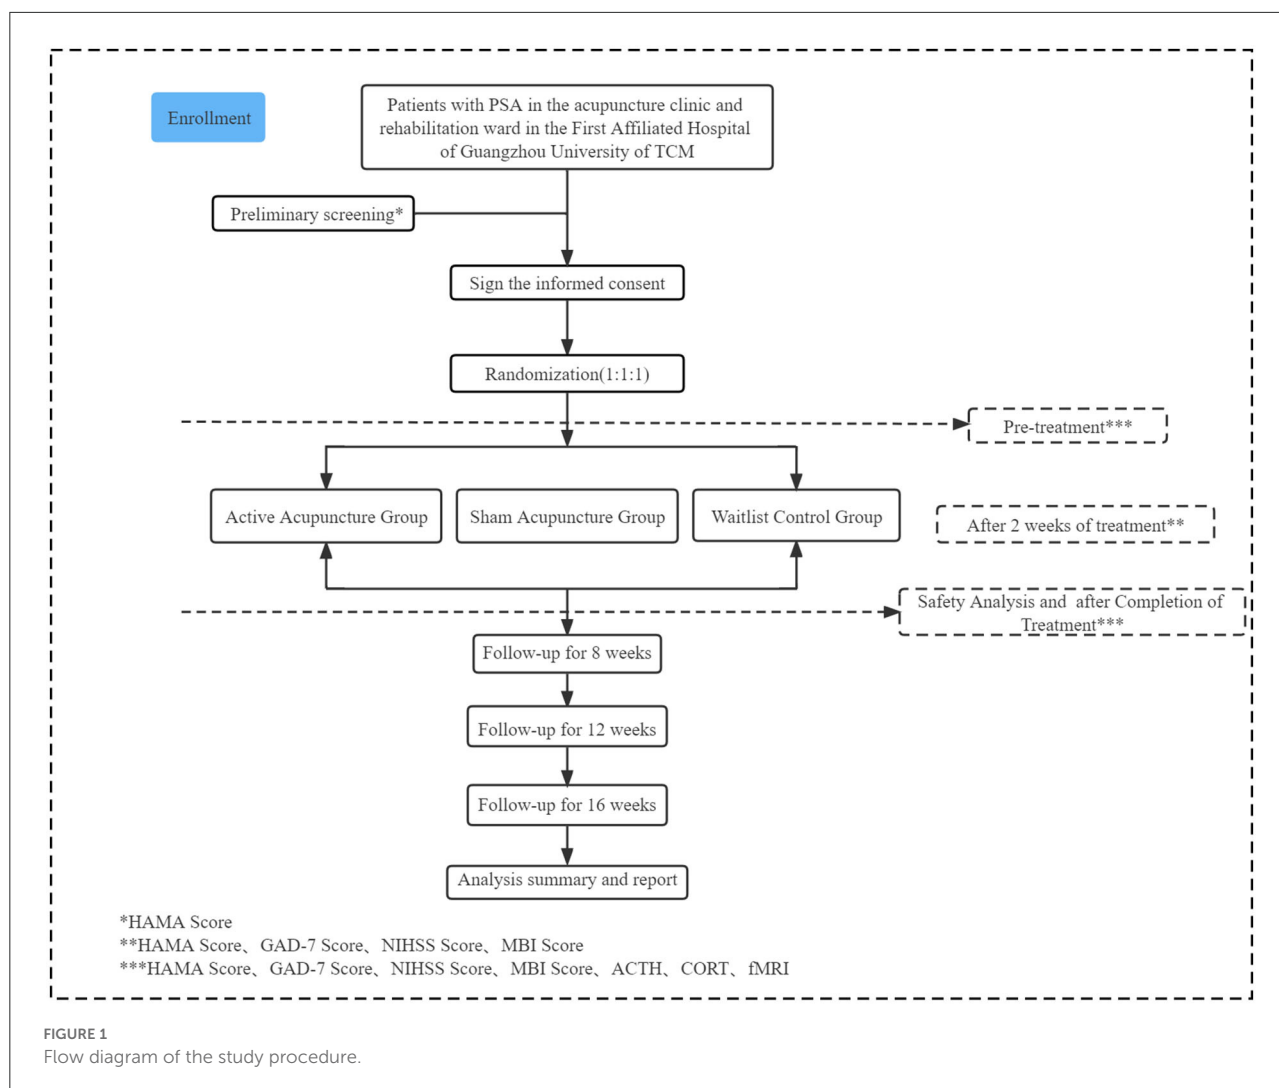 Enrollment
Patients with PSA in the acupuncture clinic and
rehabilitation ward in the First Affiliated Hospital
of Guangzhou University of TCM
Preliminary screening*
Sign the informed consent
Randomization(1:1:1)
Pre-treatment***
Active Acupuncture Group
Sham Acupuncture Group
Waitlist Control Group
After 2 weeks of treatment**
Safety Analysis and after Completion of
Treatment***
Follow-up for 8 weeks
Follow-up for 12 weeks
Follow-up for 16 weeks
Analysis summary and report
*HAMA Score
**HAMA Score、GAD-7 Score、NIHSS Score、MBI Score
***HAMA Score、GAD-7 Score、NIHSS Score、MBI Score、ACTH、CORT、fMRI
FIGURE 1
Flow diagram of the study procedure.